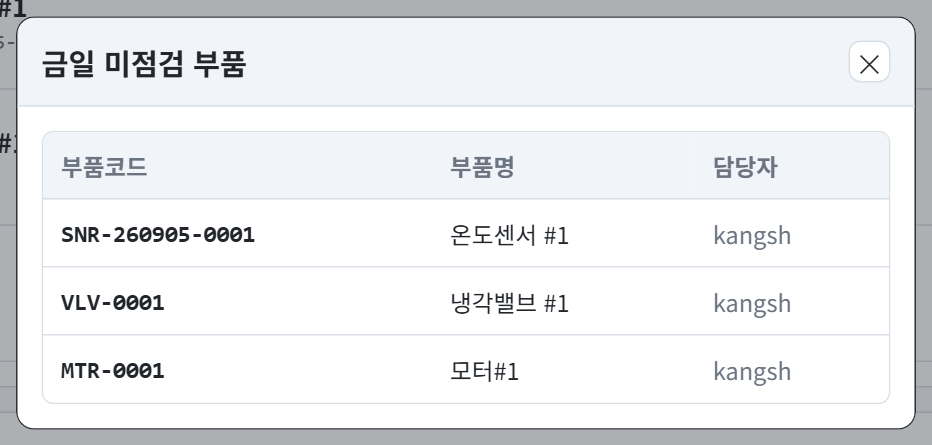 #1
금일 미점검 부품
부품코드 부품명 담당자
SNR-260905-0001 온도센서 #1 kangsh
VLV-0001 냉각밸브 #1 kangsh
MTR-0001 모터#1 kangsh